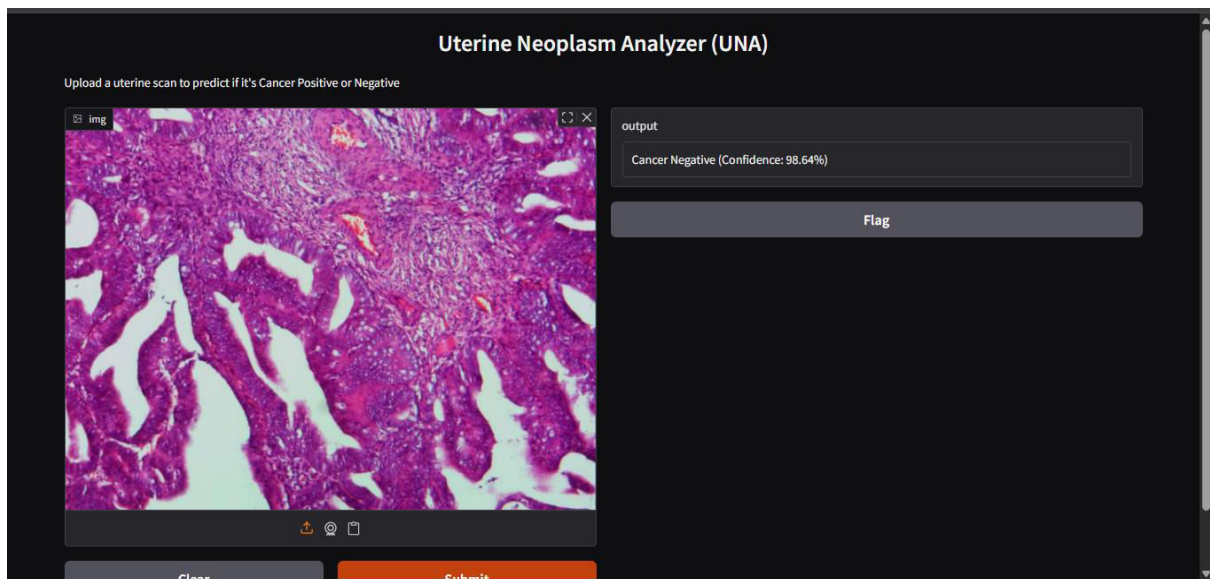 Uterine Neoplasm Analyzer (UNA)
Upload a uterine scan to predict if it's Cancer Positive or Negative
img
output
Cancer Negative (Confidence: 98.64%)
Flag
Clear
Submit